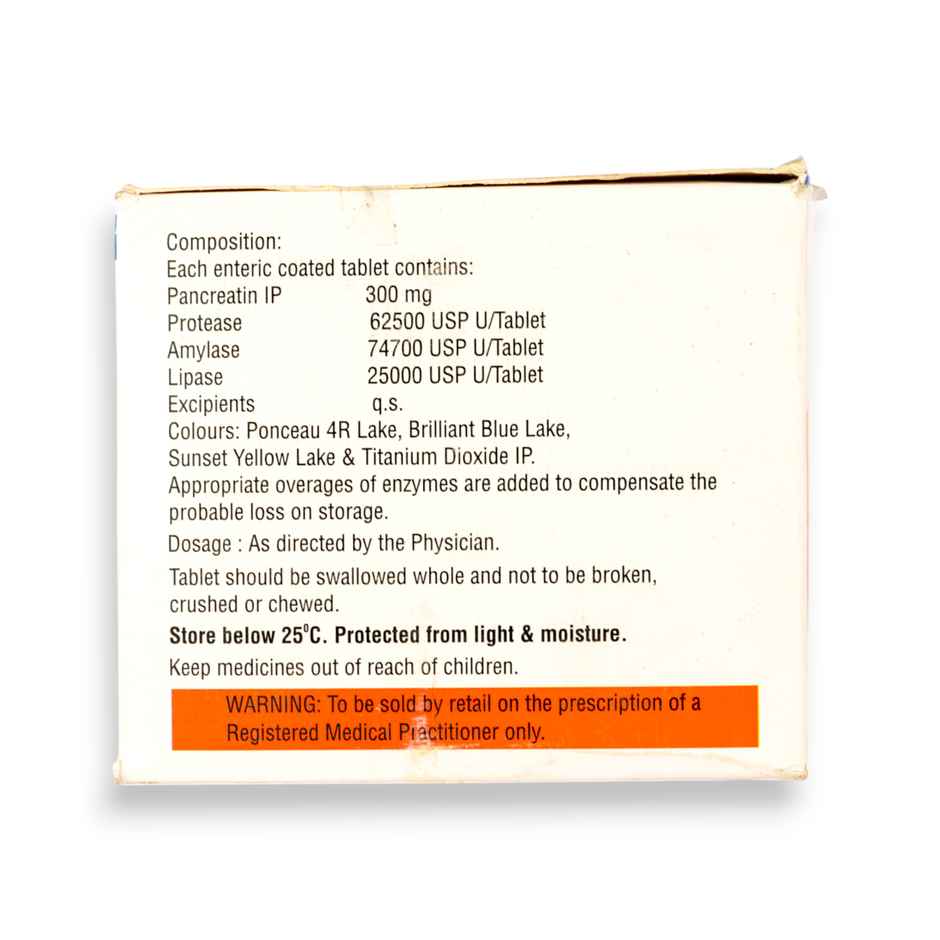 Composition:
Each enteric coated tablet contains:
Pancreatin IP 300 mg
Protease 62500 USP U/Tablet
Amylase 74700 USP U/Tablet
Lipase 25000 USP U/Tablet
Excipients q.s.
Colours: Ponceau 4R Lake, Brilliant Blue Lake,
Sunset Yellow Lake & Titanium Dioxide IP.
Appropriate overages of enzymes are added to compensate the
probable loss on storage.
Dosage : As directed by the Physician.
Tablet should be swallowed whole and not to be broken,
crushed or chewed.
Store below 25⁰C. Protected from light & moisture.
Keep medicines out of reach of children.
WARNING: To be sold by retail on the prescription of a
Registered Medical Practitioner only.